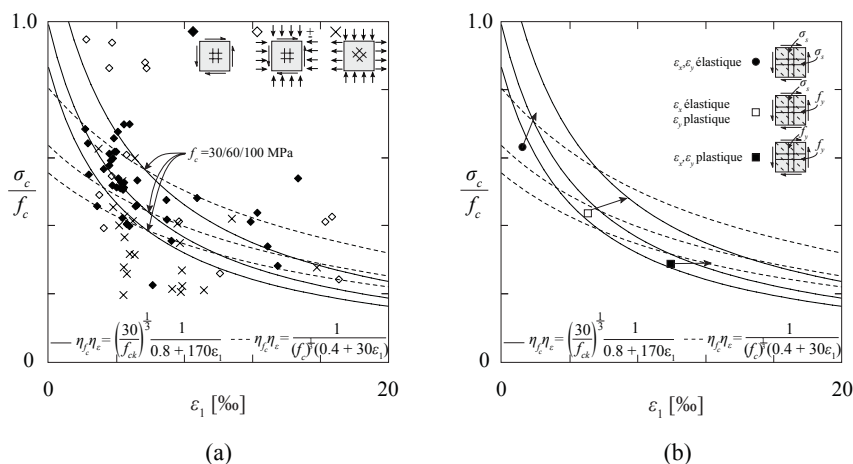 1.0
σc/fc
0
±
fc =30/60/100 MPa
ηfc ηε = (30/fck)^1/3 1/(0.8 + 170ε1)
ηfc ηε = 1/((fc)^1/3 (0.4 + 30ε1))
0
20
ε1 [‰]
(a)
1.0
σc/fc
0
εx,εy élastique
σs
σs
εx élastique
εy plastique
σs
fy
εx,εy plastique
fy
fy
ηfc ηε = (30/fck)^1/3 1/(0.8 + 170ε1)
ηfc ηε = 1/((fc)^1/3 (0.4 + 30ε1))
0
20
ε1 [‰]
(b)